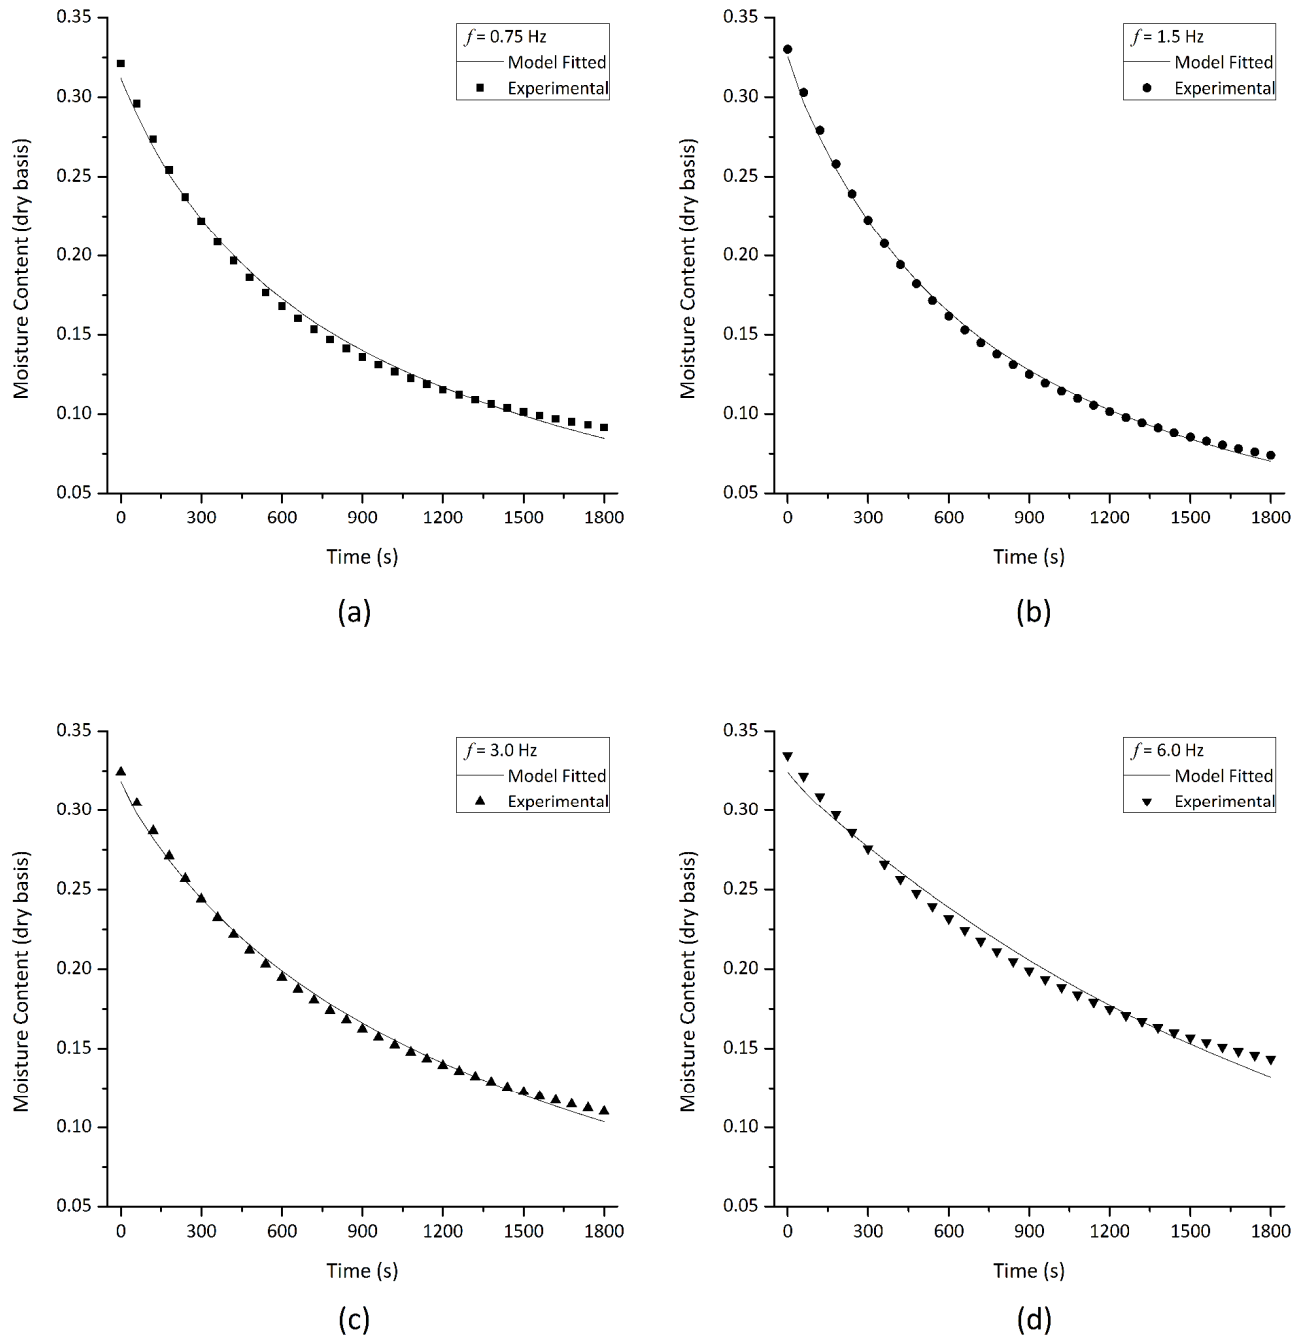 f = 0.75 Hz
Model Fitted
Experimental
0.35
0.30
0.25
0.20
0.15
0.10
0.05
Moisture Content (dry basis)
0 300 600 900 1200 1500 1800
Time (s)
(a)
f = 1.5 Hz
Model Fitted
Experimental
0.35
0.30
0.25
0.20
0.15
0.10
0.05
Moisture Content (dry basis)
0 300 600 900 1200 1500 1800
Time (s)
(b)
f = 3.0 Hz
Model Fitted
Experimental
0.35
0.30
0.25
0.20
0.15
0.10
0.05
Moisture Content (dry basis)
0 300 600 900 1200 1500 1800
Time (s)
(c)
f = 6.0 Hz
Model Fitted
Experimental
0.35
0.30
0.25
0.20
0.15
0.10
0.05
Moisture Content (dry basis)
0 300 600 900 1200 1500 1800
Time (s)
(d)